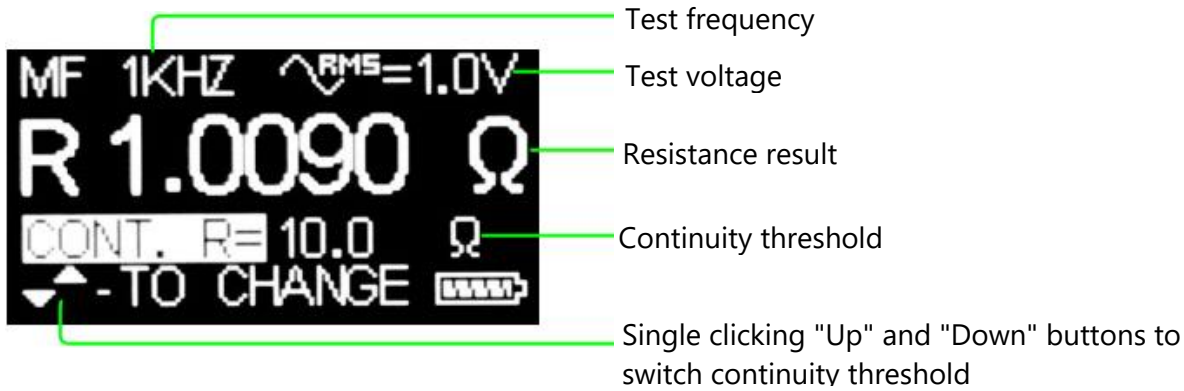 Test frequency
MF 1KHZ RMS=1.0V
Test voltage
R 1.0090 Ω
Resistance result
CONT. R= 10.0 Ω
Continuity threshold
-TO CHANGE
Single clicking "Up" and "Down" buttons to
switch continuity threshold